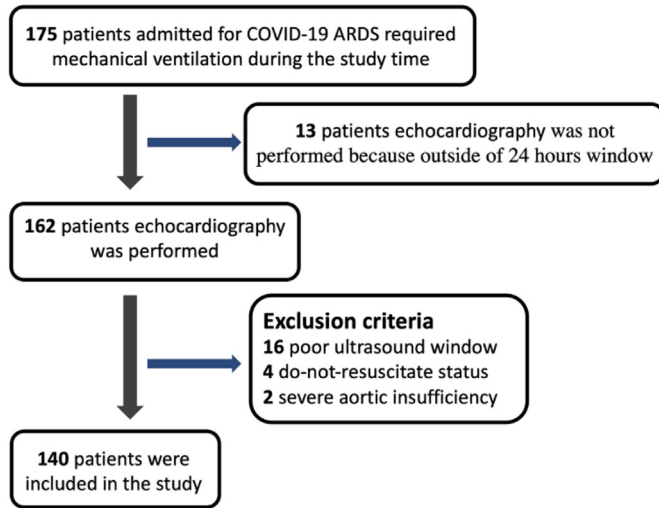 175 patients admitted for COVID-19 ARDS required
mechanical ventilation during the study time
13 patients echocardiography was not
performed because outside of 24 hours window
162 patients echocardiography
was performed
Exclusion criteria
16 poor ultrasound window
4 do-not-resuscitate status
2 severe aortic insufficiency
140 patients were
included in the study